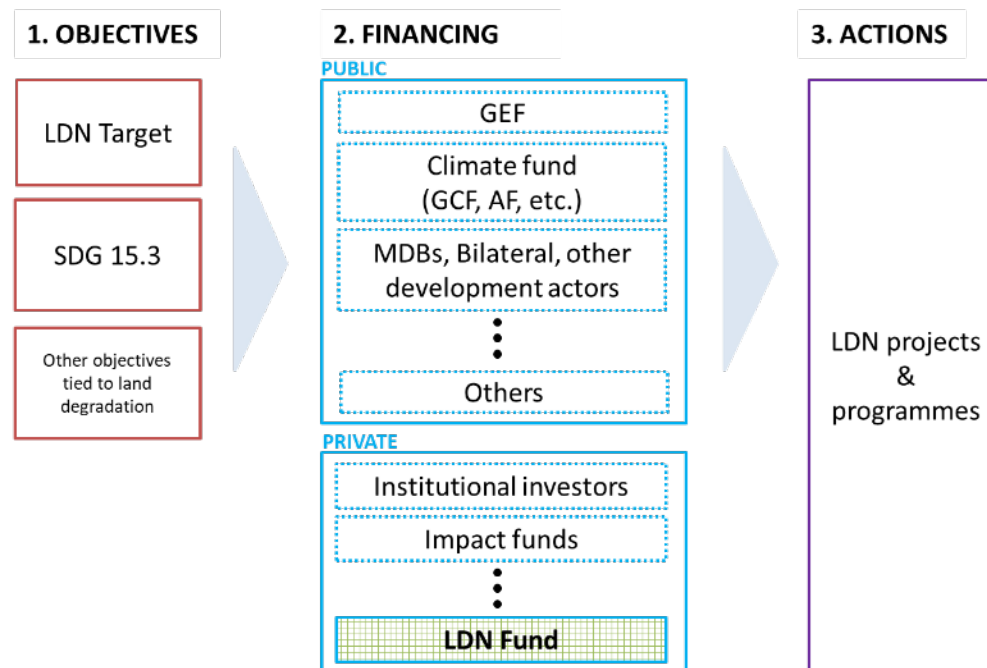 1. OBJECTIVES
LDN Target
SDG 15.3
Other objectives
tied to land
degradation
2. FINANCING
PUBLIC
GEF
Climate fund
(GCF, AF, etc.)
MDBs, Bilateral, other
development actors
Others
PRIVATE
Institutional investors
Impact funds
LDN Fund
3. ACTIONS
LDN projects
&
programmes